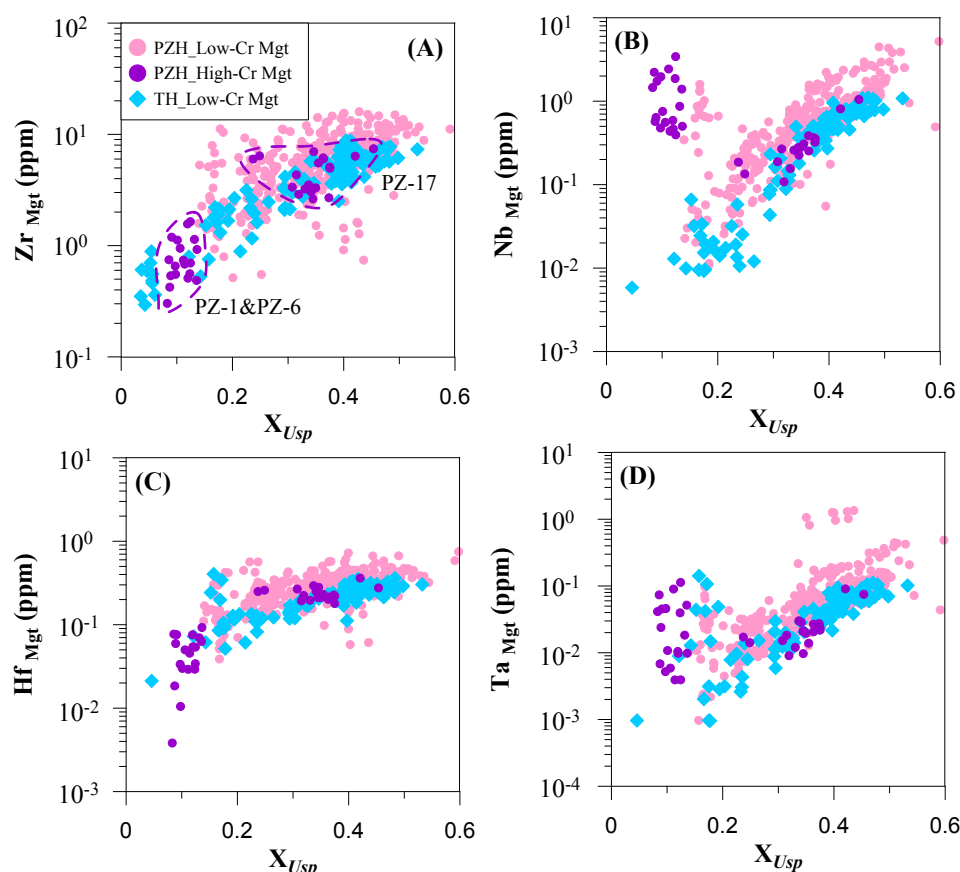 (A)
PZH_Low-Cr Mgt
PZH_High-Cr Mgt
TH_Low-Cr Mgt
PZ-17
PZ-1&PZ-6
Zr Mgt (ppm)
10²
10¹
10⁰
10⁻¹
0 0.2 0.4 0.6
X Usp
(B)
Nb Mgt (ppm)
10¹
10⁰
10⁻¹
10⁻²
10⁻³
0 0.2 0.4 0.6
X Usp
(C)
Hf Mgt (ppm)
10¹
10⁰
10⁻¹
10⁻²
10⁻³
0 0.2 0.4 0.6
X Usp
(D)
Ta Mgt (ppm)
10¹
10⁰
10⁻¹
10⁻²
10⁻³
10⁻⁴
0 0.2 0.4 0.6
X Usp